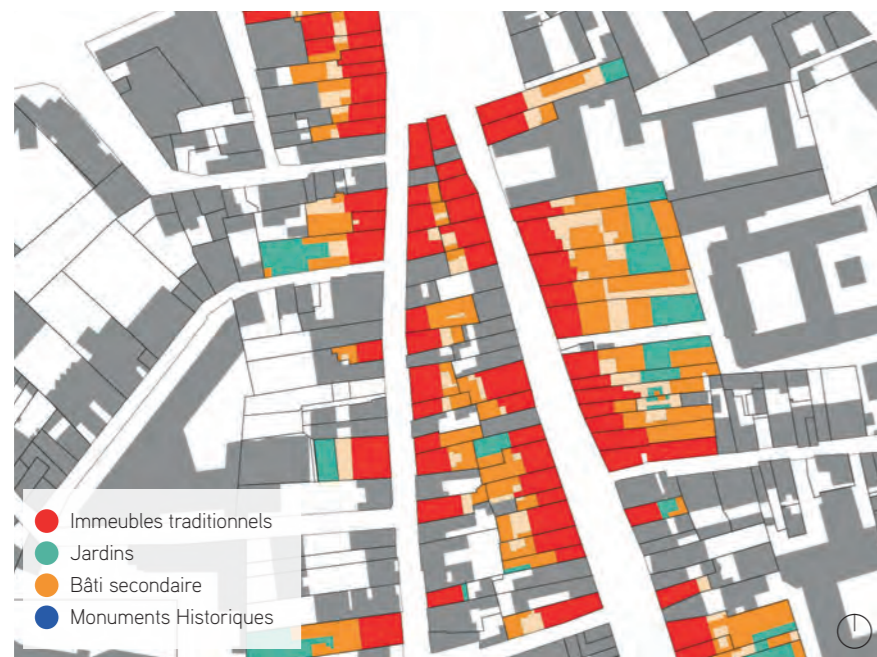 Immeubles traditionnels
Jardins
Bâti secondaire
Monuments Historiques